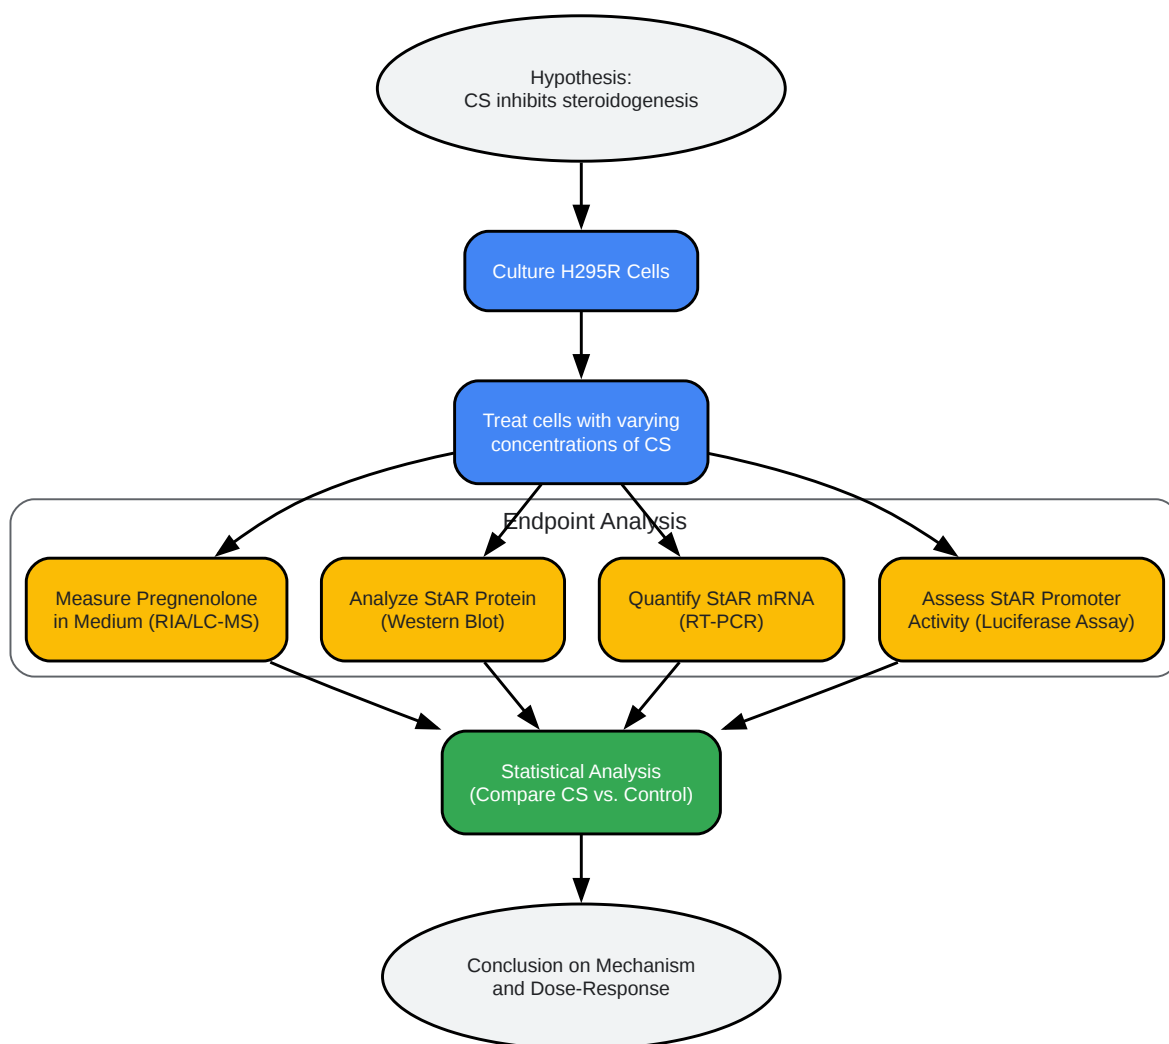 Hypothesis:
CS inhibits steroidogenesis
Culture H295R Cells
Treat cells with varying
concentrations of CS
Endpoint Analysis
Measure Pregnenolone
in Medium (RIA/LC-MS)
Analyze StAR Protein
(Western Blot)
Quantify StAR mRNA
(RT-PCR)
Assess StAR Promoter
Activity (Luciferase Assay)
Statistical Analysis
(Compare CS vs. Control)
Conclusion on Mechanism
and Dose-Response